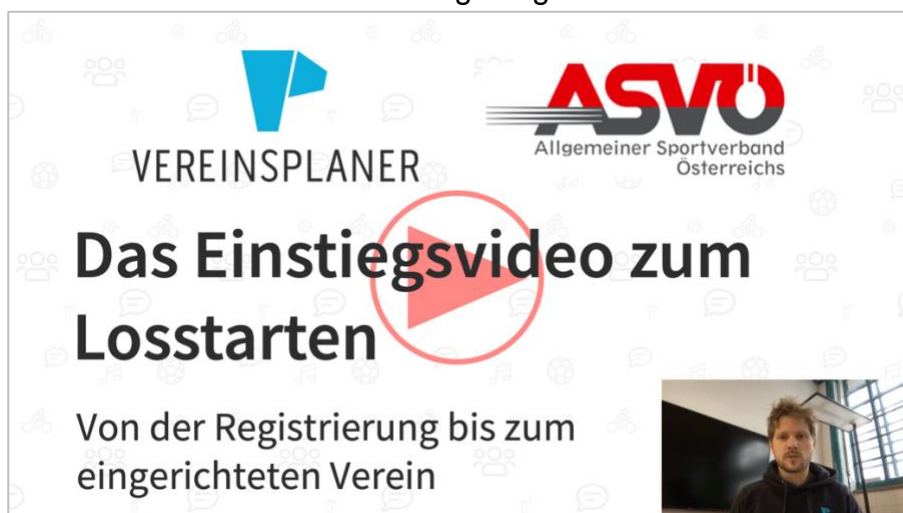 VEREINSPLANER
ASVÖ
Allgemeiner Sportverband
Österreichs
Das Einstiegsvideo zum
Losstarten
Von der Registrierung bis zum
eingerichteten Verein